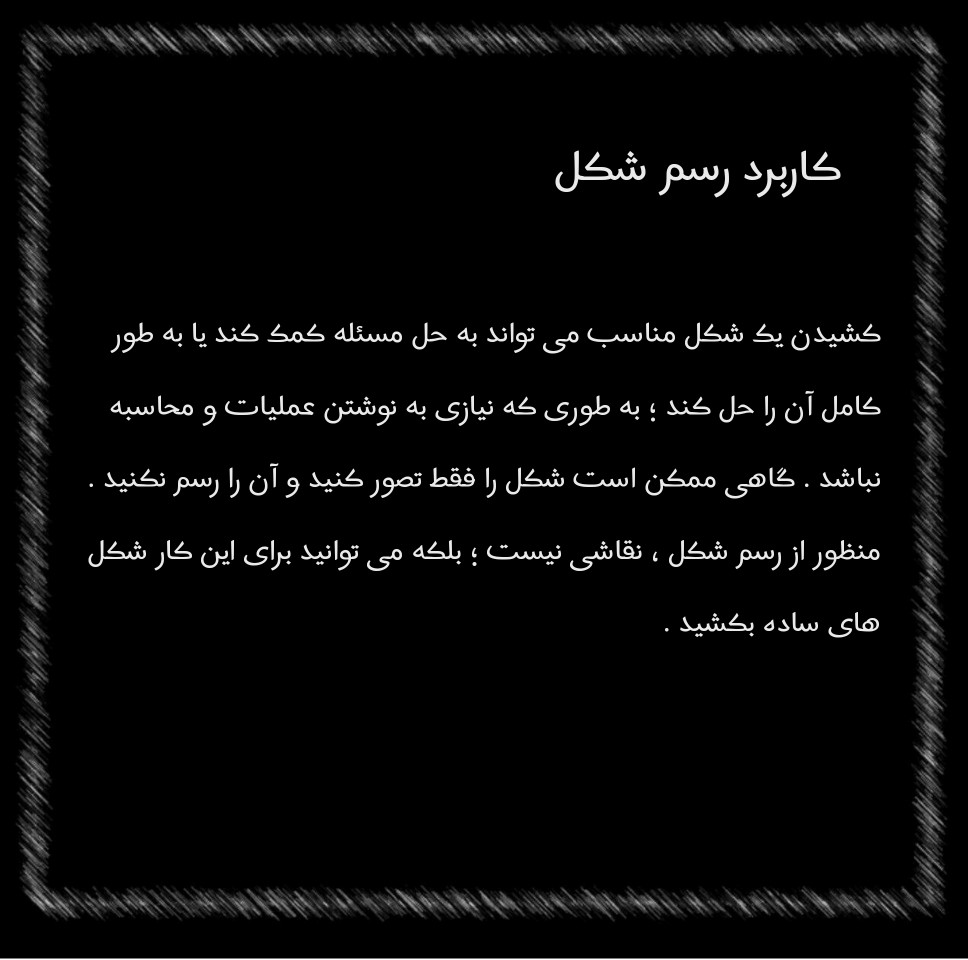 کاربرد رسم شکل
کشیدن یک شکل مناسب می تواند به حل مسئله کمک کند یا به طور
کامل آن را حل کند ؛ به طوری که نیازی به نوشتن عملیات و محاسبه
نباشد . گاهی ممکن است شکل را فقط تصور کنید و آن را رسم نکنید .
منظور از رسم شکل ، نقاشی نیست ؛ بلکه می توانید برای این کار شکل
های ساده بکشید .